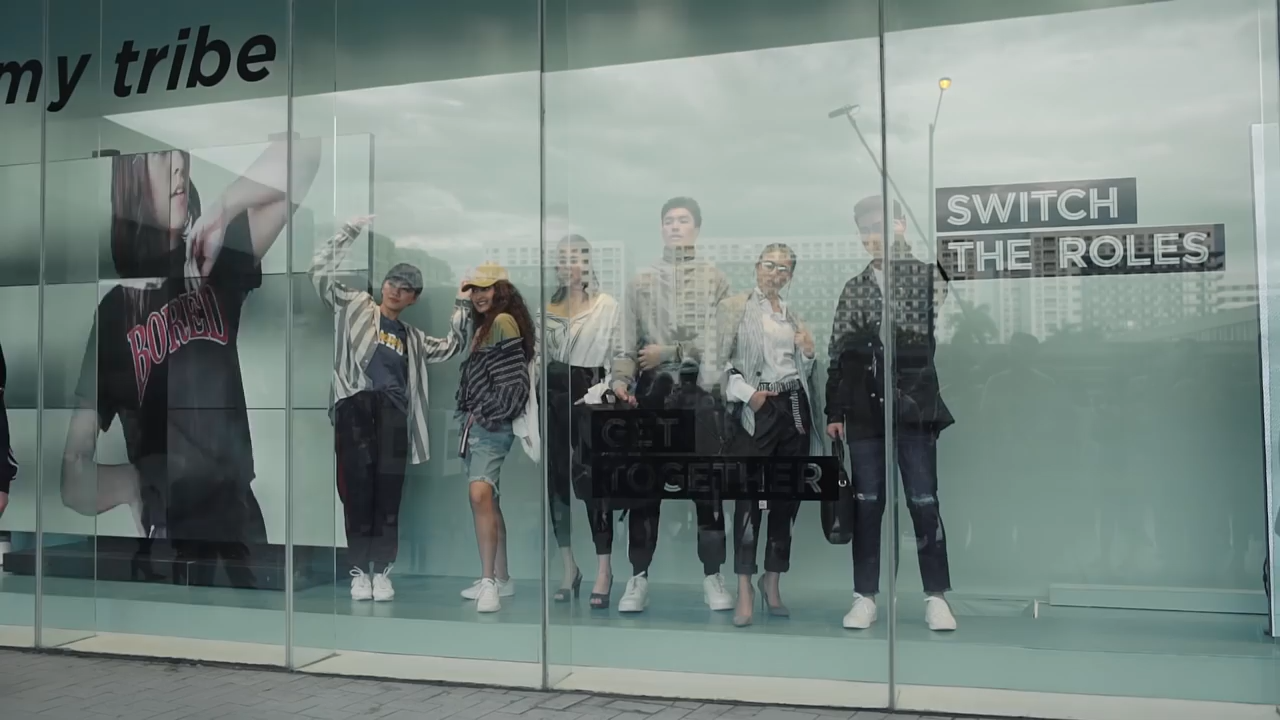 my tribe
BORED
SWITCH
THE ROLES
GET
TOGETHER